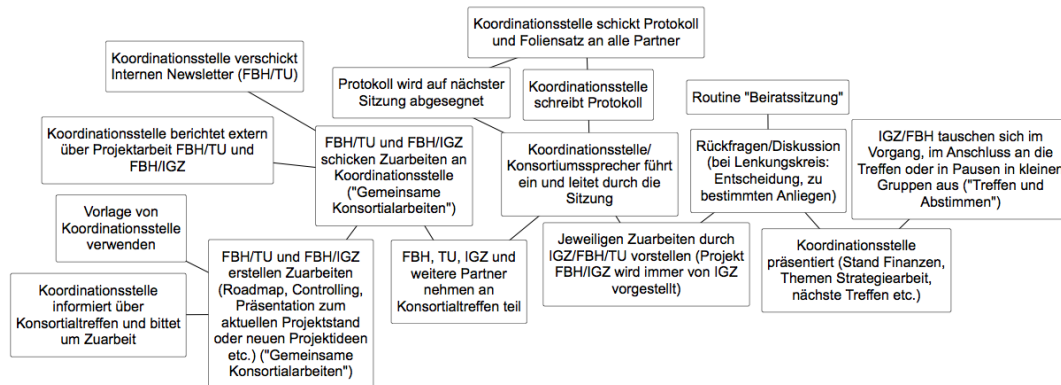 Koordinationsstelle schickt Protokoll
und Foliensatz an alle Partner
Koordinationsstelle verschickt
Internen Newsletter (FBH/TU)
Protokoll wird auf nächster
Sitzung abgesegnet
Koordinationsstelle
schreibt Protokoll
Routine "Beiratssitzung"
Koordinationsstelle berichtet extern
über Projektarbeit FBH/TU und
FBH/IGZ
FBH/TU und FBH/IGZ
schicken Zuarbeiten an
Koordinationsstelle
("Gemeinsame
Konsortialarbeiten")
Koordinationsstelle/
Konsortiumssprecher führt
ein und leitet durch die
Sitzung
Rückfragen/Diskussion
(bei Lenkungskreis:
Entscheidung, zu
bestimmten Anliegen)
IGZ/FBH tauschen sich im
Vorgang, im Anschluss an die
Treffen oder in Pausen in kleinen
Gruppen aus ("Treffen und
Abstimmen")
Vorlage von
Koordinationsstelle
verwenden
FBH/TU und FBH/IGZ
erstellen Zuarbeiten
(Roadmap, Controlling,
Präsentation zum
aktuellen Projektstand
oder neuen Projektideen
etc.) ("Gemeinsame
Konsortialarbeiten")
FBH, TU, IGZ und
weitere Partner
nehmen an
Konsortialtreffen teil
Jeweiligen Zuarbeiten durch
IGZ/FBH/TU vorstellen (Projekt
FBH/IGZ wird immer von IGZ
vorgestellt)
Koordinationsstelle
präsentiert (Stand Finanzen,
Themen Strategiearbeit,
nächste Treffen etc.)
Koordinationsstelle
informiert über
Konsortialtreffen und bittet
um Zuarbeit